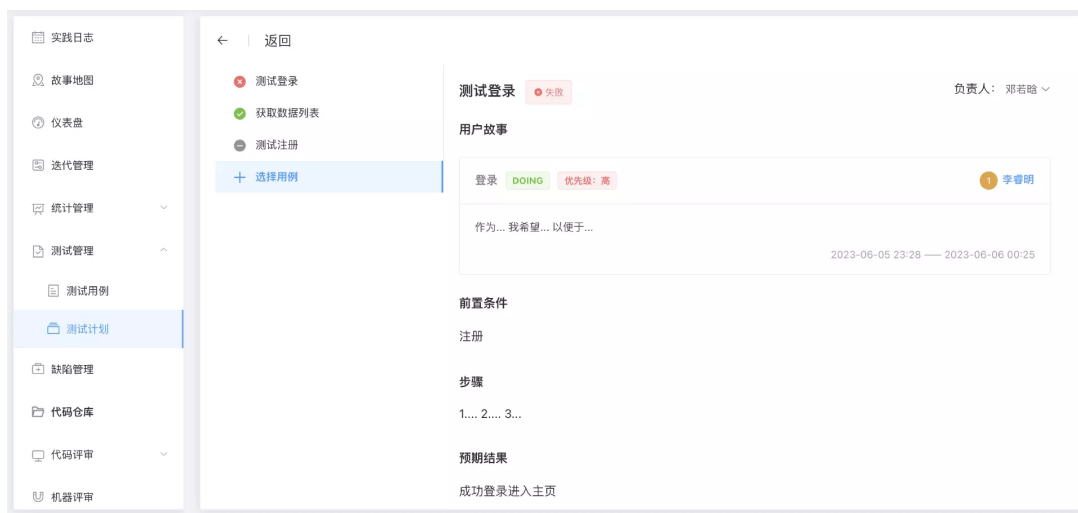 实践日志
故事地图
仪表盘
迭代管理
统计管理
测试管理
测试用例
测试计划
缺陷管理
代码仓库
代码评审
机器评审
返回
测试登录
获取数据列表
测试注册
选择用例
测试登录 失败
负责人： 邓若晗
用户故事
登录 DOING 优先级：高
1 李睿明
作为... 我希望... 以便于...
2023-06-05 23:28 —— 2023-06-06 00:25
前置条件
注册
步骤
1.... 2.... 3...
预期结果
成功登录进入主页